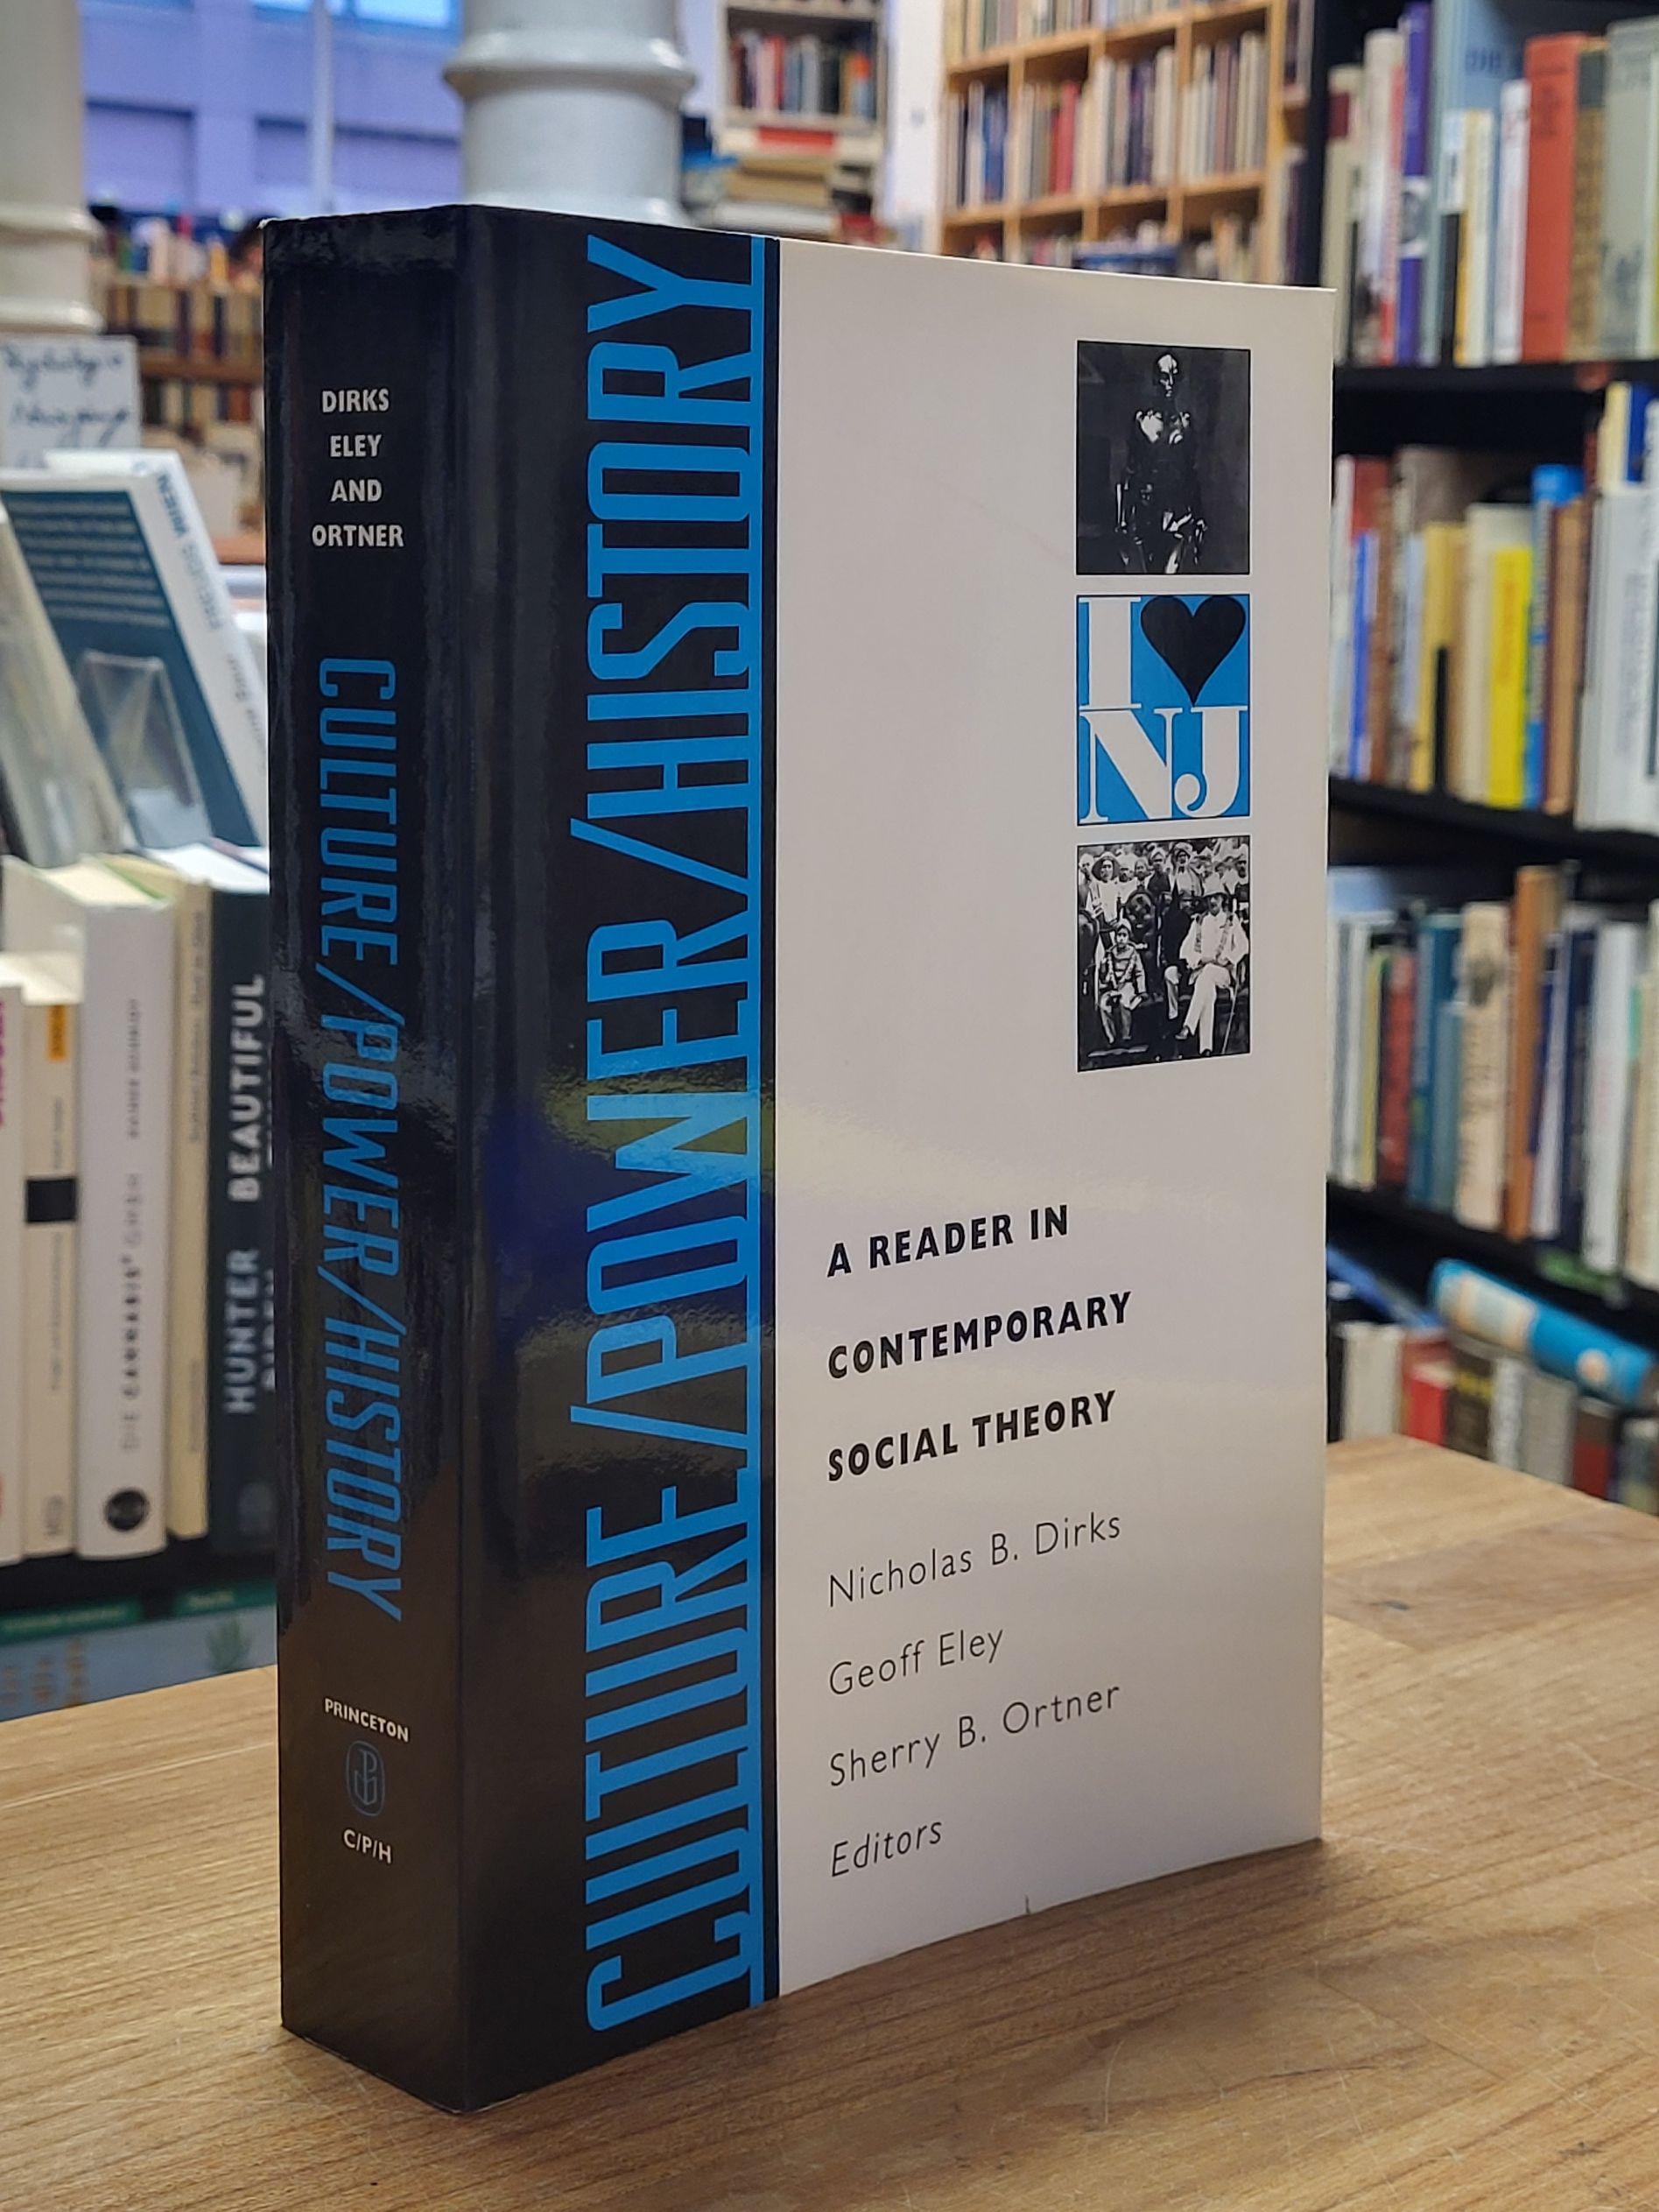 DIRKS
ELEY
AND
ORTNER
CULTURE/POWER/HISTORY
PRINCETON
C/P/H
CULTURE/POWER/HISTORY
I ♥
NJ
A READER IN
CONTEMPORARY
SOCIAL THEORY
Nicholas B. Dirks
Geoff Eley
Sherry B. Ortner
Editors
BEAUTIFUL
HUNTER